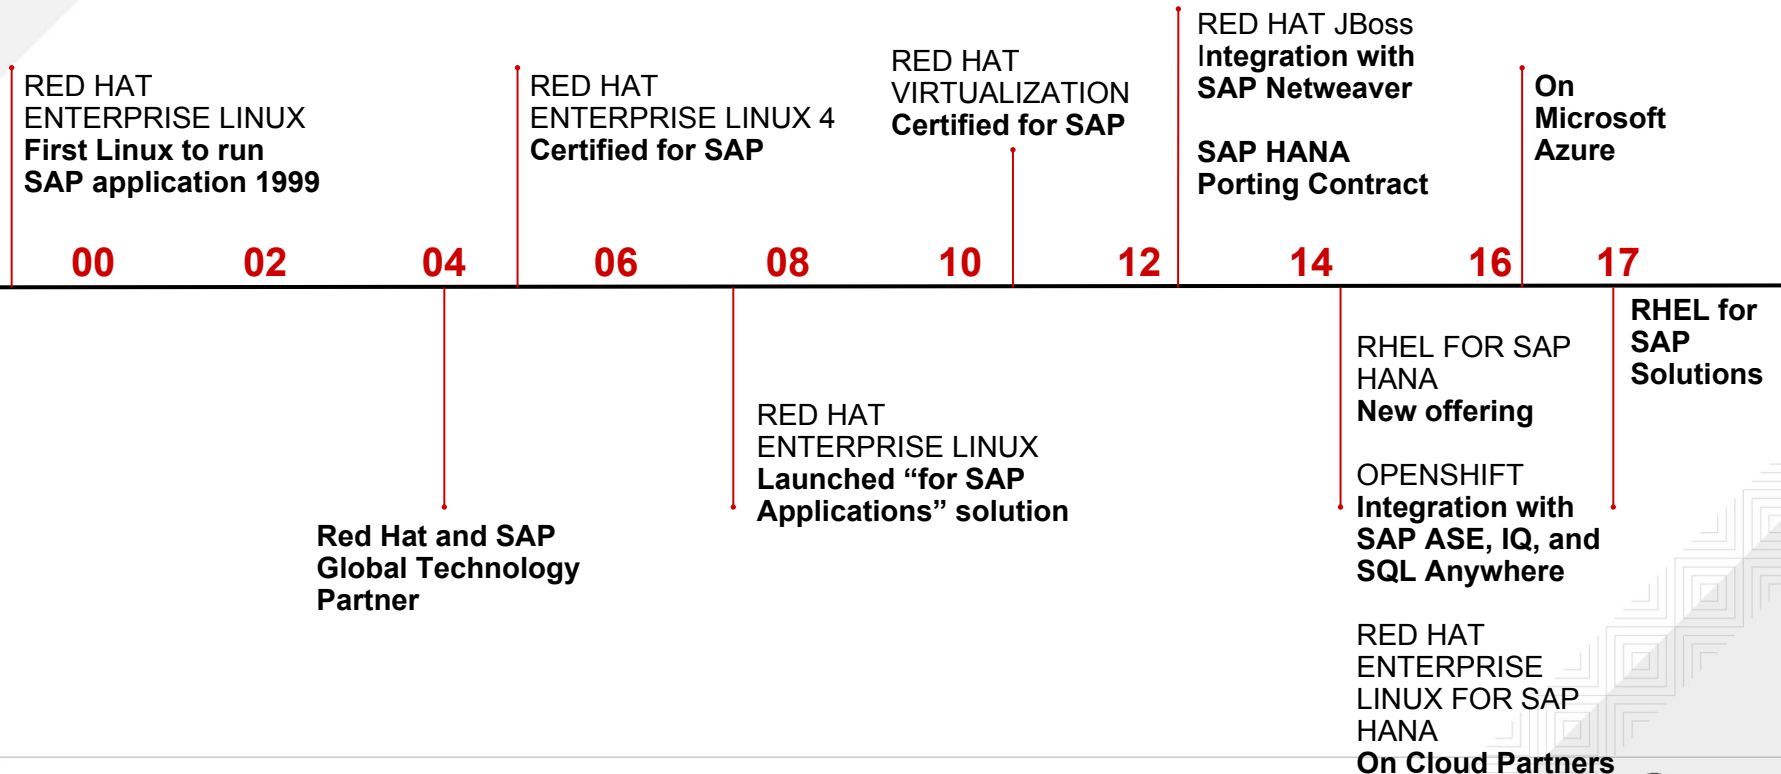 RED HAT
ENTERPRISE LINUX
First Linux to run
SAP application 1999
RED HAT
ENTERPRISE LINUX 4
Certified for SAP
RED HAT
VIRTUALIZATION
Certified for SAP
RED HAT JBoss
Integration with
SAP Netweaver
SAP HANA
Porting Contract
On
Microsoft
Azure
00 02 04 06 08 10 12 14 16 17
Red Hat and SAP
Global Technology
Partner
RED HAT
ENTERPRISE LINUX
Launched “for SAP
Applications” solution
RHEL FOR SAP
HANA
New offering
OPENSHIFT
Integration with
SAP ASE, IQ, and
SQL Anywhere
RED HAT
ENTERPRISE
LINUX FOR SAP
HANA
On Cloud Partners
RHEL for
SAP
Solutions